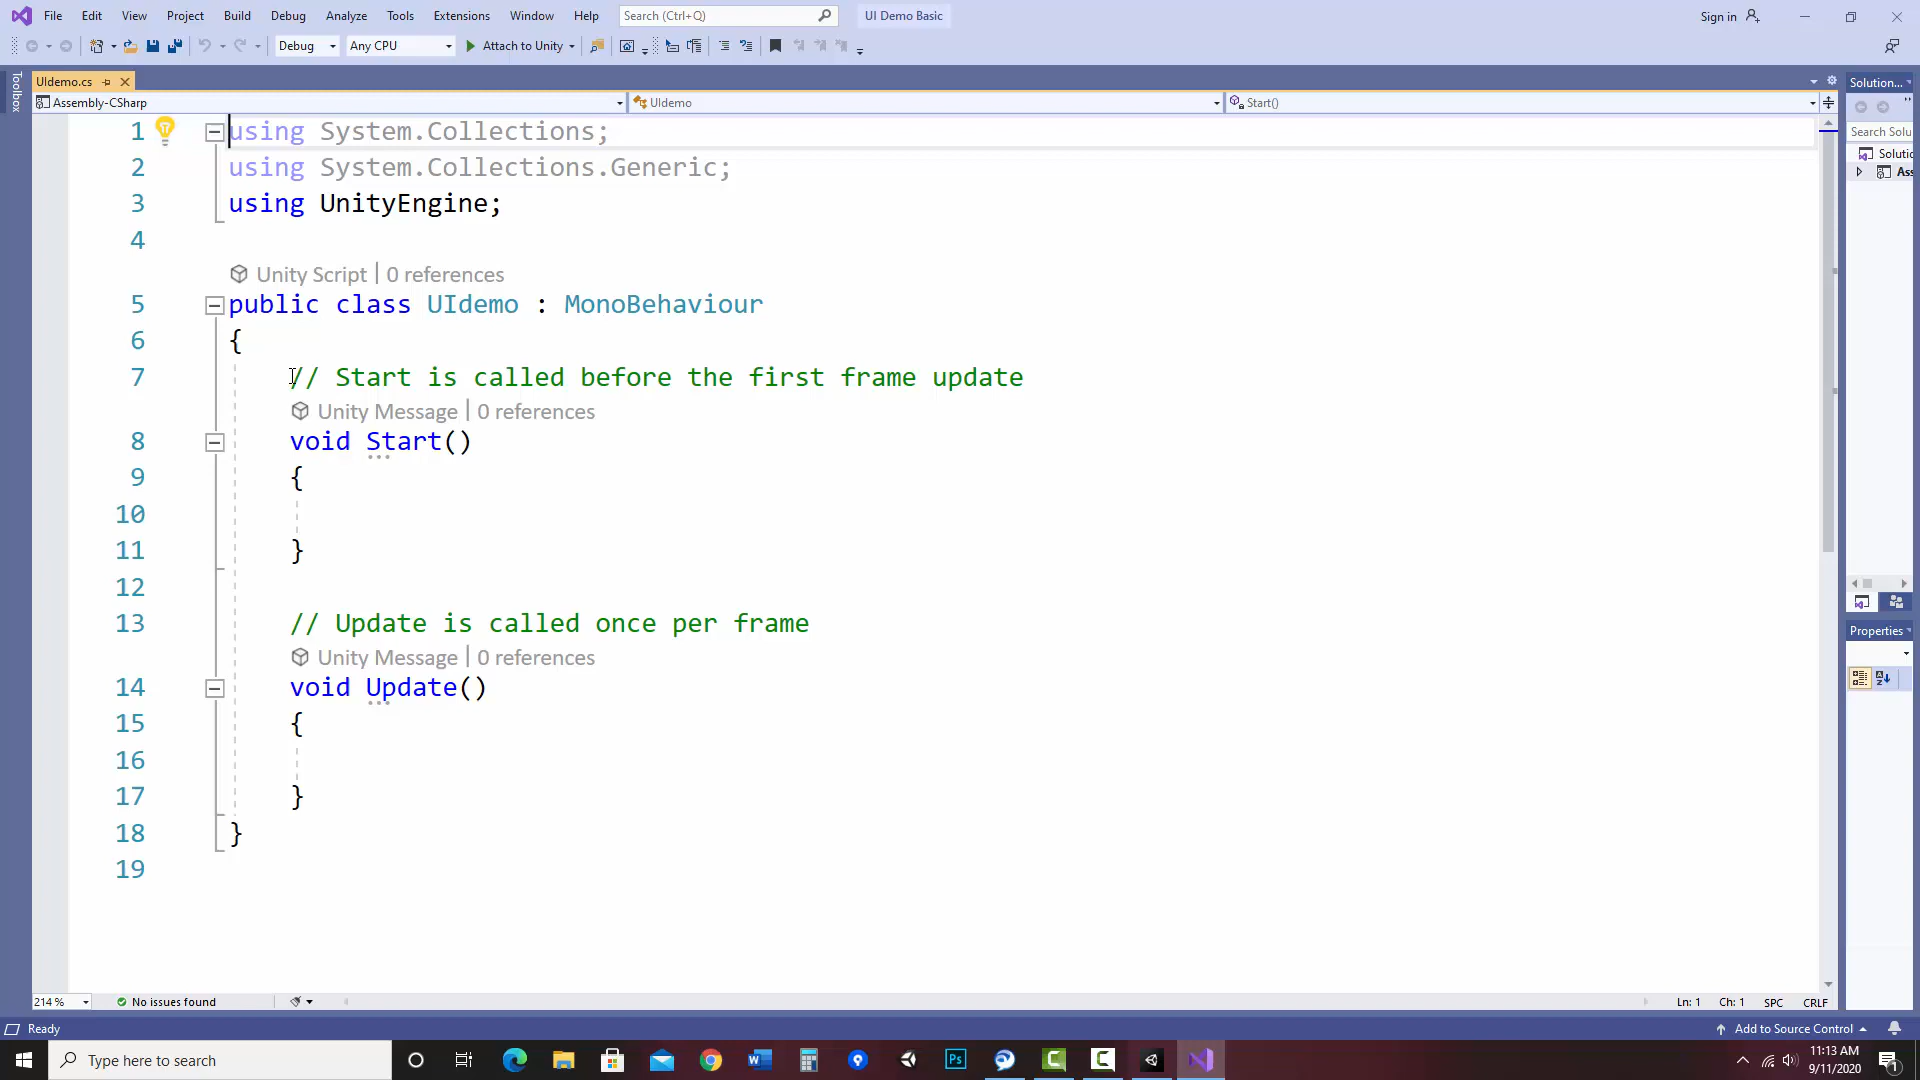 File Edit View Project Build Debug Analyze Tools Extensions Window Help Search (Ctrl+Q) UI Demo Basic Sign in
Debug Any CPU Attach to Unity
Toolbox
UIdemo.cs
Assembly-CSharp UIdemo Start()
1 using System.Collections;
2 using System.Collections.Generic;
3 using UnityEngine;
4
Unity Script | 0 references
5 public class UIdemo : MonoBehaviour
6 {
7 // Start is called before the first frame update
Unity Message | 0 references
8 void Start()
9 {
10
11 }
12
13 // Update is called once per frame
Unity Message | 0 references
14 void Update()
15 {
16
17 }
18 }
19
Solution...
Search Solu
Soluti
Ass
Properties
214 % No issues found Ln: 1 Ch: 1 SPC CRLF
Ready Add to Source Control
Type here to search
11:13 AM
9/11/2020